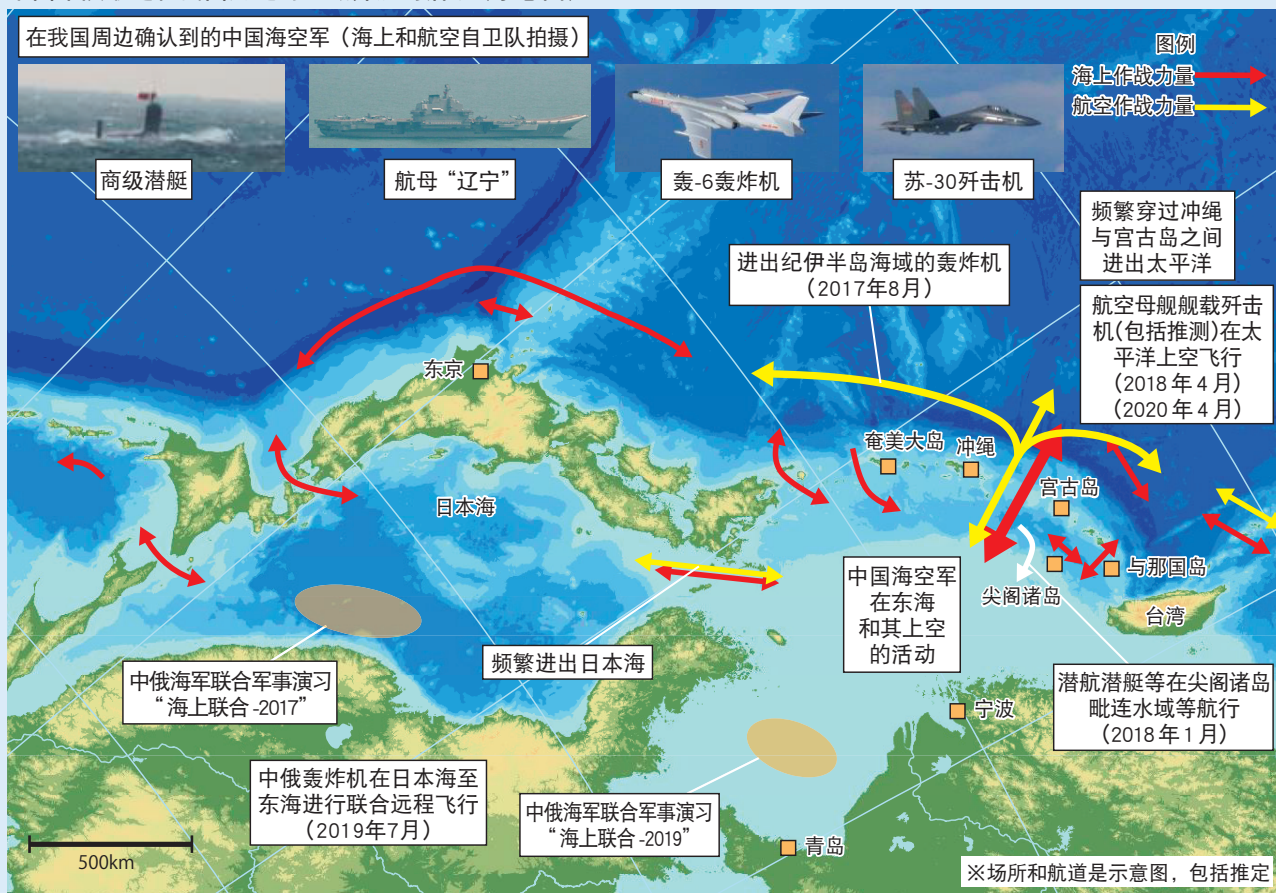 在我国周边确认到的中国海空军（海上和航空自卫队拍摄）
图例
海上作战力量
航空作战力量
商级潜艇
航母“辽宁”
轰-6轰炸机
苏-30歼击机
频繁穿过冲绳
与宫古岛之间
进出太平洋
进出纪伊半岛海域的轰炸机
（2017年8月）
航空母舰舰载歼击
机(包括推测)在太
平洋上空飞行
（2018年4月）
（2020年4月）
东京
奄美大岛
冲绳
宫古岛
日本海
与那国岛
尖阁诸岛
台湾
中国海空军
在东海
和其上空
的活动
频繁进出日本海
中俄海军联合军事演习
“海上联合-2017”
潜航潜艇等在尖阁诸岛
毗连水域等航行
（2018年1月）
宁波
中俄轰炸机在日本海至
东海进行联合远程飞行
（2019年7月）
中俄海军联合军事演习
“海上联合-2019”
青岛
500km
※场所和航道是示意图，包括推定